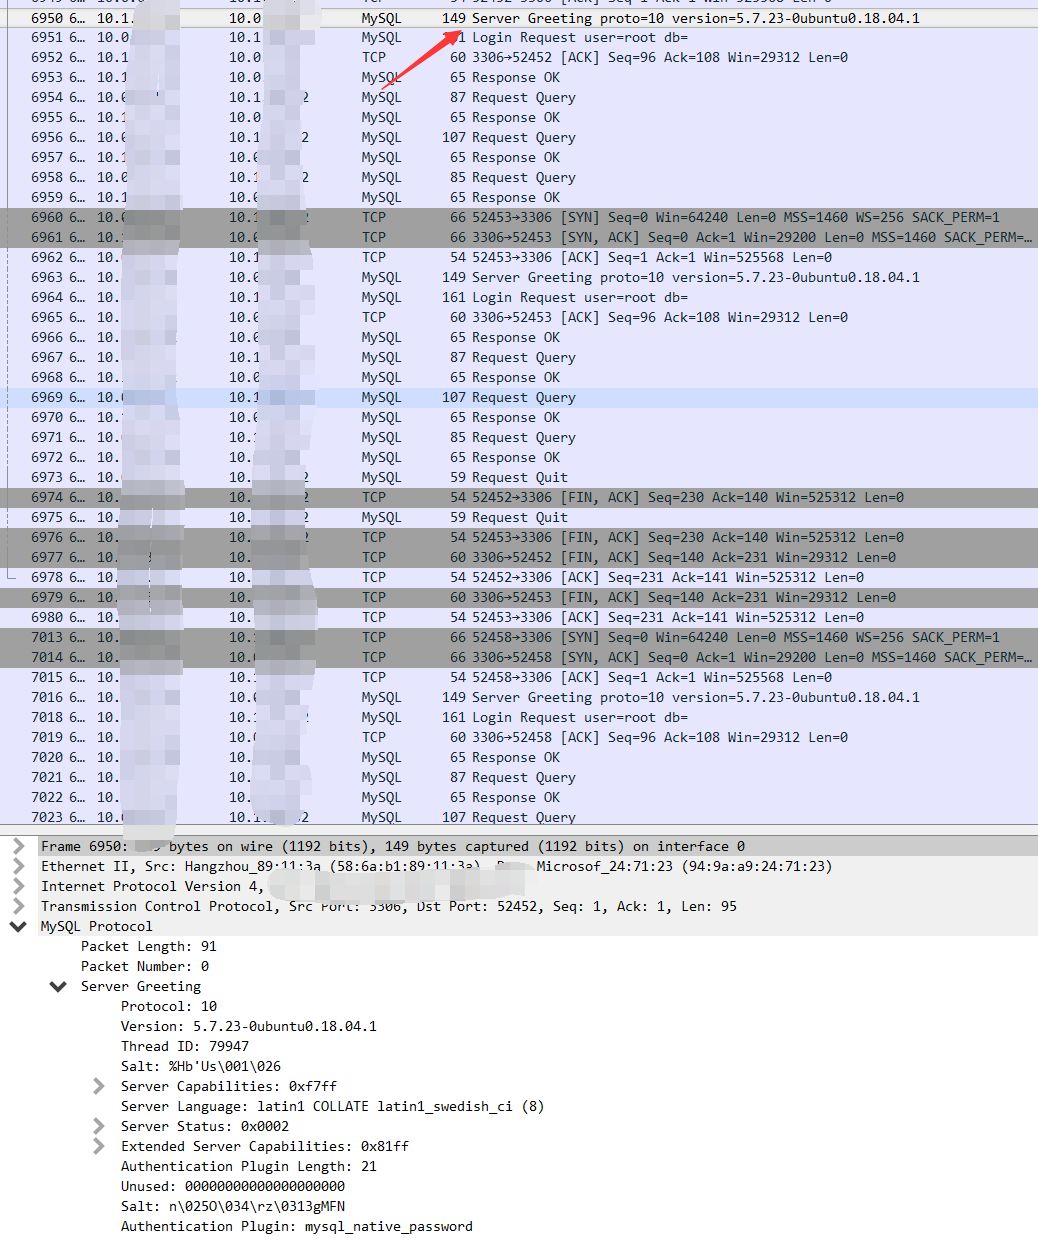 6950 6… 10.1. 10.0 MySQL 149 Server Greeting proto=10 version=5.7.23-0ubuntu0.18.04.1
6951 6… 10.0 10.1 MySQL Login Request user=root db=
6952 6… 10.1 10.0 TCP 60 3306→52452 [ACK] Seq=96 Ack=108 Win=29312 Len=0
6953 6… 10.1 10.0 MySQL 65 Response OK
6954 6… 10.0 10.1 2 MySQL 87 Request Query
6955 6… 10.1 10.0 MySQL 65 Response OK
6956 6… 10.0 10.1 2 MySQL 107 Request Query
6957 6… 10.1 10.0 MySQL 65 Response OK
6958 6… 10.0 10.1 2 MySQL 85 Request Query
6959 6… 10.1 10.0 MySQL 65 Response OK
6960 6… 10.0 10.1 2 TCP 66 52453→3306 [SYN] Seq=0 Win=64240 Len=0 MSS=1460 WS=256 SACK_PERM=1
6961 6… 10. 10.0 TCP 66 3306→52453 [SYN, ACK] Seq=0 Ack=1 Win=29200 Len=0 MSS=1460 SACK_PERM=…
6962 6… 10. 10.1 TCP 54 52453→3306 [ACK] Seq=1 Ack=1 Win=525568 Len=0
6963 6… 10. 10.0 MySQL 149 Server Greeting proto=10 version=5.7.23-0ubuntu0.18.04.1
6964 6… 10. 10.1 MySQL 161 Login Request user=root db=
6965 6… 10. 10.0 TCP 60 3306→52453 [ACK] Seq=96 Ack=108 Win=29312 Len=0
6966 6… 10. 10.0 MySQL 65 Response OK
6967 6… 10. 10.1 MySQL 87 Request Query
6968 6… 10. 10.0 MySQL 65 Response OK
6969 6… 10. 10.1 MySQL 107 Request Query
6970 6… 10. 10.0 MySQL 65 Response OK
6971 6… 10. 10. MySQL 85 Request Query
6972 6… 10. 10. MySQL 65 Response OK
6973 6… 10. 10. 2 MySQL 59 Request Quit
6974 6… 10. 10. 2 TCP 54 52452→3306 [FIN, ACK] Seq=230 Ack=140 Win=525312 Len=0
6975 6… 10. 10. 2 MySQL 59 Request Quit
6976 6… 10. 10. 2 TCP 54 52453→3306 [FIN, ACK] Seq=230 Ack=140 Win=525312 Len=0
6977 6… 10. 10. TCP 60 3306→52452 [FIN, ACK] Seq=140 Ack=231 Win=29312 Len=0
6978 6… 10. 10. TCP 54 52452→3306 [ACK] Seq=231 Ack=141 Win=525312 Len=0
6979 6… 10. 10. TCP 60 3306→52453 [FIN, ACK] Seq=140 Ack=231 Win=29312 Len=0
6980 6… 10. 10. TCP 54 52453→3306 [ACK] Seq=231 Ack=141 Win=525312 Len=0
7013 6… 10. 10. TCP 66 52458→3306 [SYN] Seq=0 Win=64240 Len=0 MSS=1460 WS=256 SACK_PERM=1
7014 6… 10. 10. TCP 66 3306→52458 [SYN, ACK] Seq=0 Ack=1 Win=29200 Len=0 MSS=1460 SACK_PERM=…
7015 6… 10. 10. TCP 54 52458→3306 [ACK] Seq=1 Ack=1 Win=525568 Len=0
7016 6… 10. 10. MySQL 149 Server Greeting proto=10 version=5.7.23-0ubuntu0.18.04.1
7018 6… 10. 10. 2 MySQL 161 Login Request user=root db=
7019 6… 10. 10. TCP 60 3306→52458 [ACK] Seq=96 Ack=108 Win=29312 Len=0
7020 6… 10. 10. MySQL 65 Response OK
7021 6… 10. 10. MySQL 87 Request Query
7022 6… 10. 10. MySQL 65 Response OK
7023 6… 10. 10. MySQL 107 Request Query
Frame 6950: bytes on wire (1192 bits), 149 bytes captured (1192 bits) on interface 0
Ethernet II, Src: Hangzhou_89:11:3a (58:6a:b1:89:11:3a), Microsof_24:71:23 (94:9a:a9:24:71:23)
Internet Protocol Version 4,
Transmission Control Protocol, Src Port: 3306, Dst Port: 52452, Seq: 1, Ack: 1, Len: 95
MySQL Protocol
Packet Length: 91
Packet Number: 0
Server Greeting
Protocol: 10
Version: 5.7.23-0ubuntu0.18.04.1
Thread ID: 79947
Salt: %Hb'Us\001\026
Server Capabilities: 0xf7ff
Server Language: latin1 COLLATE latin1_swedish_ci (8)
Server Status: 0x0002
Extended Server Capabilities: 0x81ff
Authentication Plugin Length: 21
Unused: 00000000000000000000
Salt: n\025O\034\rz\0313gMFN
Authentication Plugin: mysql_native_password